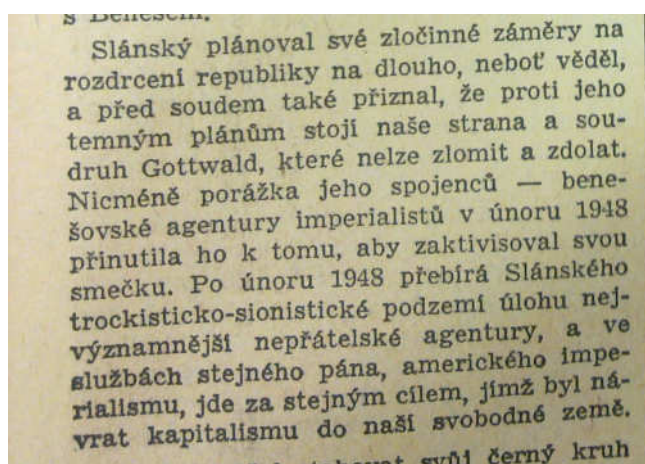 s Benešem.
Slánský plánoval své zločinné záměry na
rozdrcení republiky na dlouho, neboť věděl,
a před soudem také přiznal, že proti jeho
temným plánům stojí naše strana a sou-
druh Gottwald, které nelze zlomit a zdolat.
Nicméně porážka jeho spojenců — bene-
šovské agentury imperialistů v únoru 1948
přinutila ho k tomu, aby zaktivisoval svou
smečku. Po únoru 1948 přebírá Slánského
trockisticko-sionistické podzemí úlohu nej-
významnější nepřátelské agentury, a ve
službách stejného pána, amerického impe-
rialismu, jde za stejným cílem, jímž byl ná-
vrat kapitalismu do naší svobodné země.
svůj černý kruh